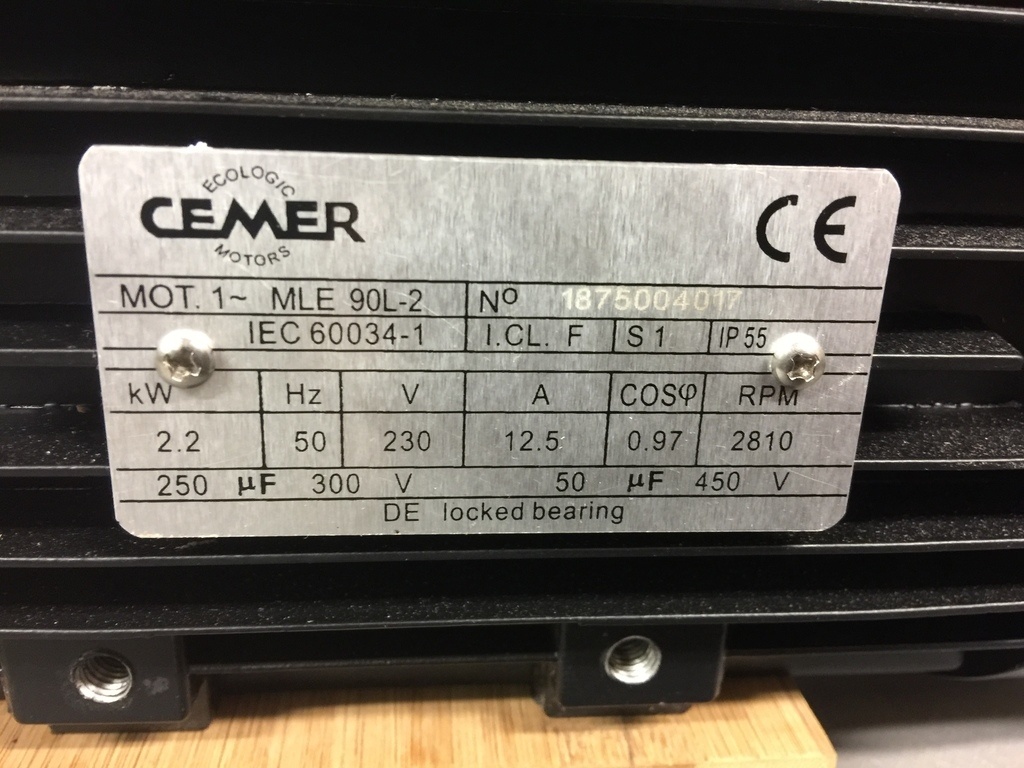 ECOLOGIC
CEMER
MOTORS
CE
MOT. 1~ MLE 90L-2 Nº 1875004017
IEC 60034-1 I.CL. F S1 IP 55
kW Hz V A COSφ RPM
2.2 50 230 12.5 0.97 2810
250 μF 300 V 50 μF 450 V
DE locked bearing